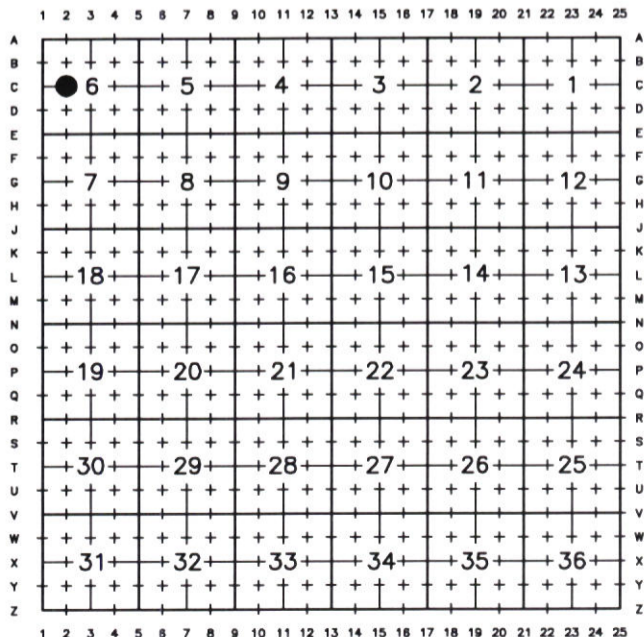 1 2 3 4 5 6 7 8 9 10 11 12 13 14 15 16 17 18 19 20 21 22 23 24 25
A A
B B
C 6 5 4 3 2 1 C
D D
E E
F F
G 7 8 9 10 11 12 G
H H
J J
K K
L 18 17 16 15 14 13 L
M M
N N
O O
P 19 20 21 22 23 24 P
Q Q
R R
S S
T 30 29 28 27 26 25 T
U U
V V
W W
X 31 32 33 34 35 36 X
Y Y
Z Z
1 2 3 4 5 6 7 8 9 10 11 12 13 14 15 16 17 18 19 20 21 22 23 24 25